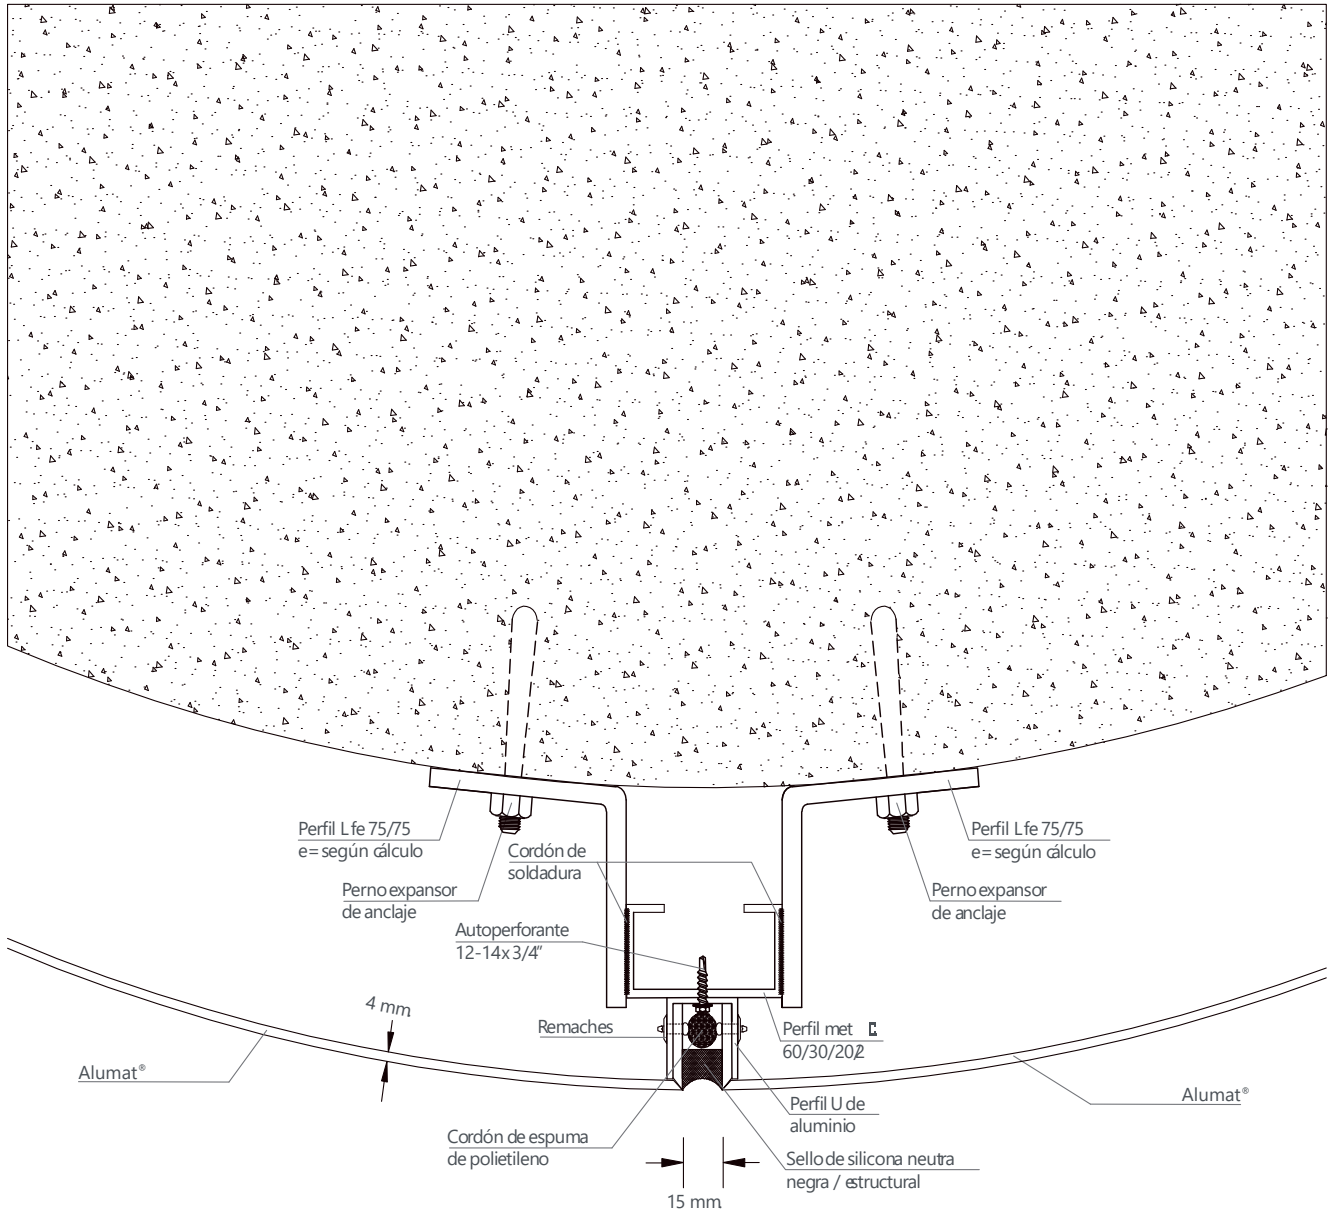 Perfil L fe 75/75
e= según cálculo
Perno expansor
de anclaje
Cordón de
soldadura
Autoperforante
12-14x 3/4"
Perfil L fe 75/75
e= según cálculo
Perno expansor
de anclaje
4 mm.
Alumat®
Remaches
Perfil met C
60/30/20/2
Perfil U de
aluminio
Alumat®
Cordón de espuma
de polietileno
Sello de silicona neutra
negra / estructural
15 mm.